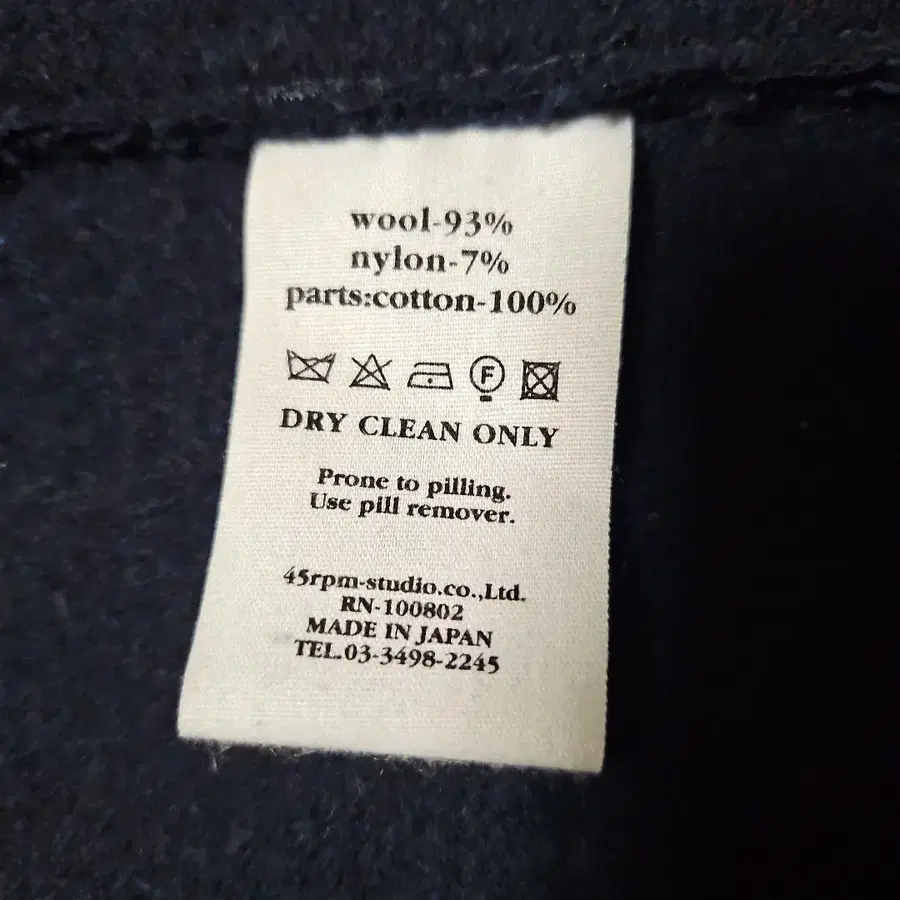 wool-93%
nylon-7%
parts:cotton-100%
F
DRY CLEAN ONLY
Prone to pilling.
Use pill remover.
45rpm-studio.co.,Ltd.
RN-100802
MADE IN JAPAN
TEL.03-3498-2245